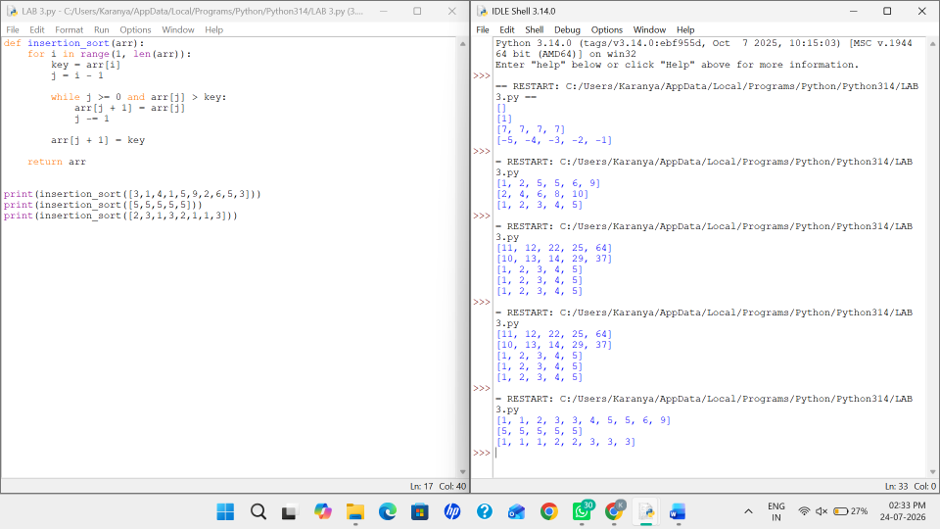 LAB 3.py - C:/Users/Karanya/AppData/Local/Programs/Python/Python314/LAB 3.py (3....
File Edit Format Run Options Window Help
def insertion_sort(arr):
    for i in range(1, len(arr)):
        key = arr[i]
        j = i - 1
        while j >= 0 and arr[j] > key:
            arr[j + 1] = arr[j]
            j -= 1
        arr[j + 1] = key
    return arr
print(insertion_sort([3,1,4,1,5,9,2,6,5,3]))
print(insertion_sort([5,5,5,5,5]))
print(insertion_sort([2,3,1,3,2,1,1,3]))
Ln: 17 Col: 40
IDLE Shell 3.14.0
File Edit Shell Debug Options Window Help
Python 3.14.0 (tags/v3.14.0:ebf955d, Oct  7 2025, 10:15:03) [MSC v.1944
64 bit (AMD64)] on win32
Enter "help" below or click "Help" above for more information.
>>>
== RESTART: C:/Users/Karanya/AppData/Local/Programs/Python/Python314/LAB
3.py ==
[]
[1]
[7, 7, 7, 7]
[-5, -4, -3, -2, -1]
>>>
= RESTART: C:/Users/Karanya/AppData/Local/Programs/Python/Python314/LAB
3.py
[1, 2, 5, 5, 6, 9]
[2, 4, 6, 8, 10]
[1, 2, 3, 4, 5]
>>>
= RESTART: C:/Users/Karanya/AppData/Local/Programs/Python/Python314/LAB
3.py
[11, 12, 22, 25, 64]
[10, 13, 14, 29, 37]
[1, 2, 3, 4, 5]
[1, 2, 3, 4, 5]
[1, 2, 3, 4, 5]
>>>
= RESTART: C:/Users/Karanya/AppData/Local/Programs/Python/Python314/LAB
3.py
[11, 12, 22, 25, 64]
[10, 13, 14, 29, 37]
[1, 2, 3, 4, 5]
[1, 2, 3, 4, 5]
[1, 2, 3, 4, 5]
>>>
= RESTART: C:/Users/Karanya/AppData/Local/Programs/Python/Python314/LAB
3.py
[1, 1, 2, 3, 3, 4, 5, 5, 6, 9]
[5, 5, 5, 5, 5]
[1, 1, 1, 2, 2, 3, 3, 3]
>>>
Ln: 33 Col: 0
hp
30
K
ENG
IN
27%
02:33 PM
24-07-2026